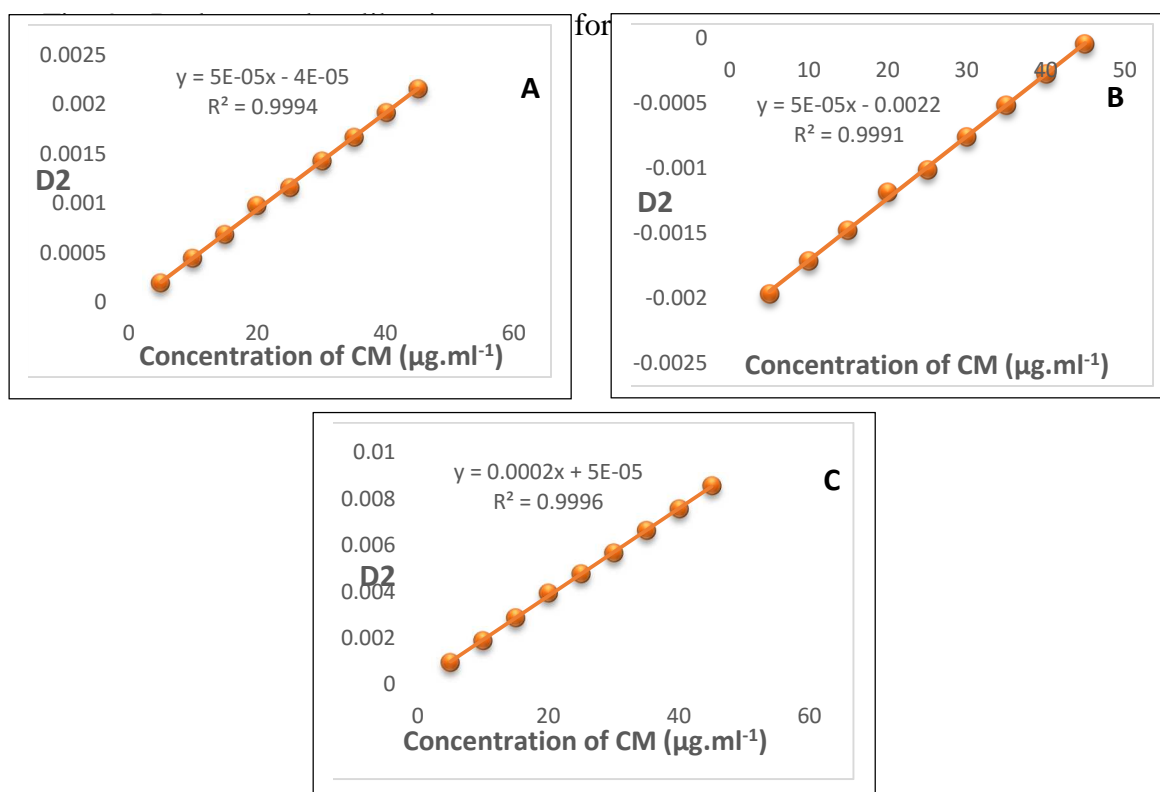 for
0.0025
0.002
0.0015
0.001
0.0005
0
y = 5E-05x - 4E-05
R² = 0.9994
A
D2
0 20 40 60
Concentration of CM (µg.ml⁻¹)
0
-0.0005
-0.001
-0.0015
-0.002
-0.0025
0 10 20 30 40 50
y = 5E-05x - 0.0022
R² = 0.9991
B
D2
Concentration of CM (µg.ml⁻¹)
0.01
0.008
0.006
0.004
0.002
0
y = 0.0002x + 5E-05
R² = 0.9996
C
D2
0 20 40 60
Concentration of CM (µg.ml⁻¹)